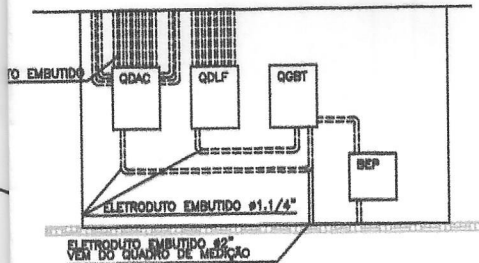 TO EMBUTIDO
QDAC
QDLF
QGBT
BEP
ELETRODUTO EMBUTIDO ø1.1/4"
ELETRODUTO EMBUTIDO ø2"
VEM DO QUADRO DE MEDIÇÃO